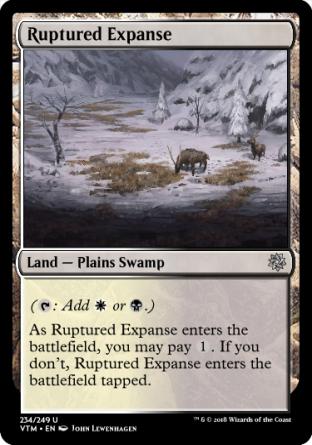 Ruptured Expanse
Land — Plains Swamp
(: Add or .)
As Ruptured Expanse enters the
battlefield, you may pay 1. If you
don't, Ruptured Expanse enters the
battlefield tapped.
234/249 U
VTM • EN John Lewenhagen
™ & © 2018 Wizards of the Coast